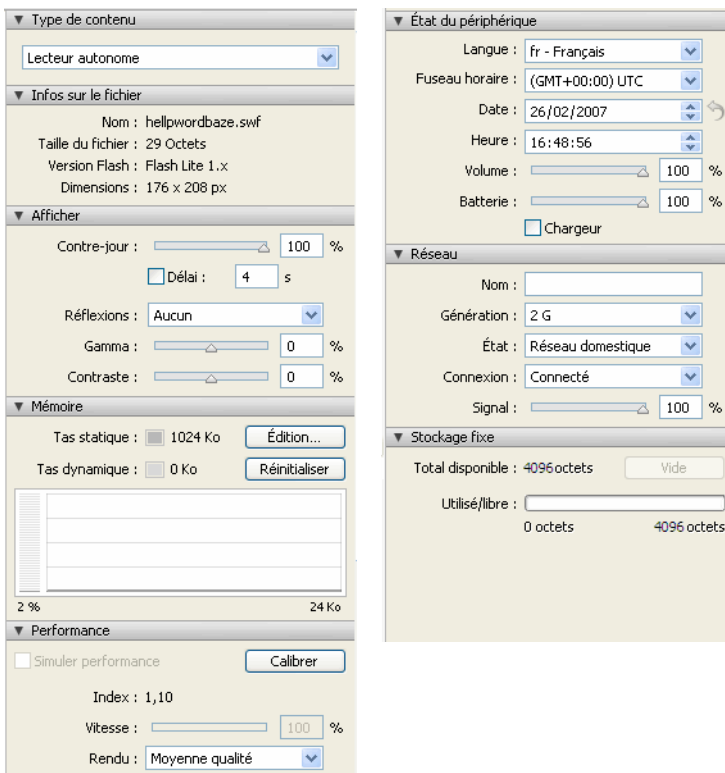 Type de contenu
Lecteur autonome
Infos sur le fichier
Nom : hellpwordbaze.swf
Taille du fichier : 29 Octets
Version Flash : Flash Lite 1.x
Dimensions : 176 x 208 px
Afficher
Contre-jour : 100 %
Délai : 4 s
Réflexions : Aucun
Gamma : 0 %
Contraste : 0 %
Mémoire
Tas statique : 1024 Ko Édition...
Tas dynamique : 0 Ko Réinitialiser
2 % 24 Ko
Performance
Simuler performance Calibrer
Index : 1,10
Vitesse : 100 %
Rendu : Moyenne qualité
État du périphérique
Langue : fr - Français
Fuseau horaire : (GMT+00:00) UTC
Date : 26/02/2007
Heure : 16:48:56
Volume : 100 %
Batterie : 100 %
Chargeur
Réseau
Nom :
Génération : 2 G
État : Réseau domestique
Connexion : Connecté
Signal : 100 %
Stockage fixe
Total disponible : 4096octets Vide
Utilisé/libre :
0 octets 4096 octets